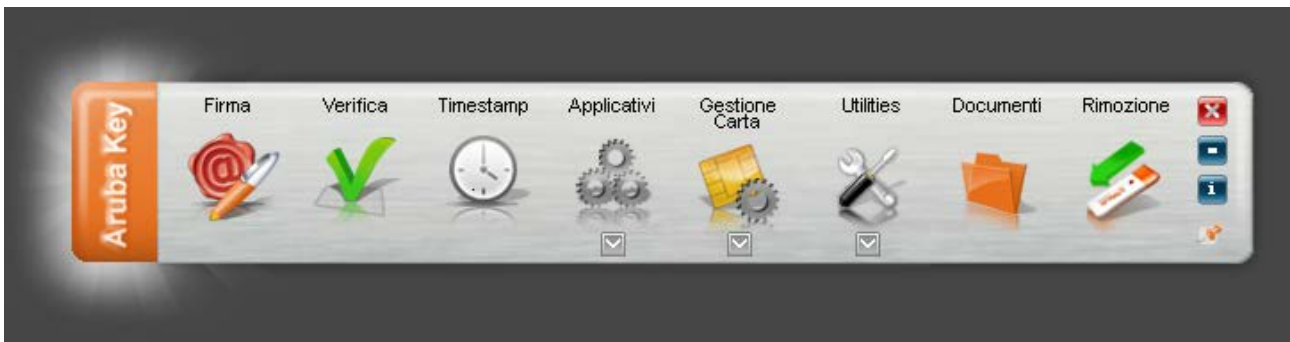 Aruba Key
Firma
Verifica
Timestamp
Applicativi
Gestione
Carta
Utilities
Documenti
Rimozione